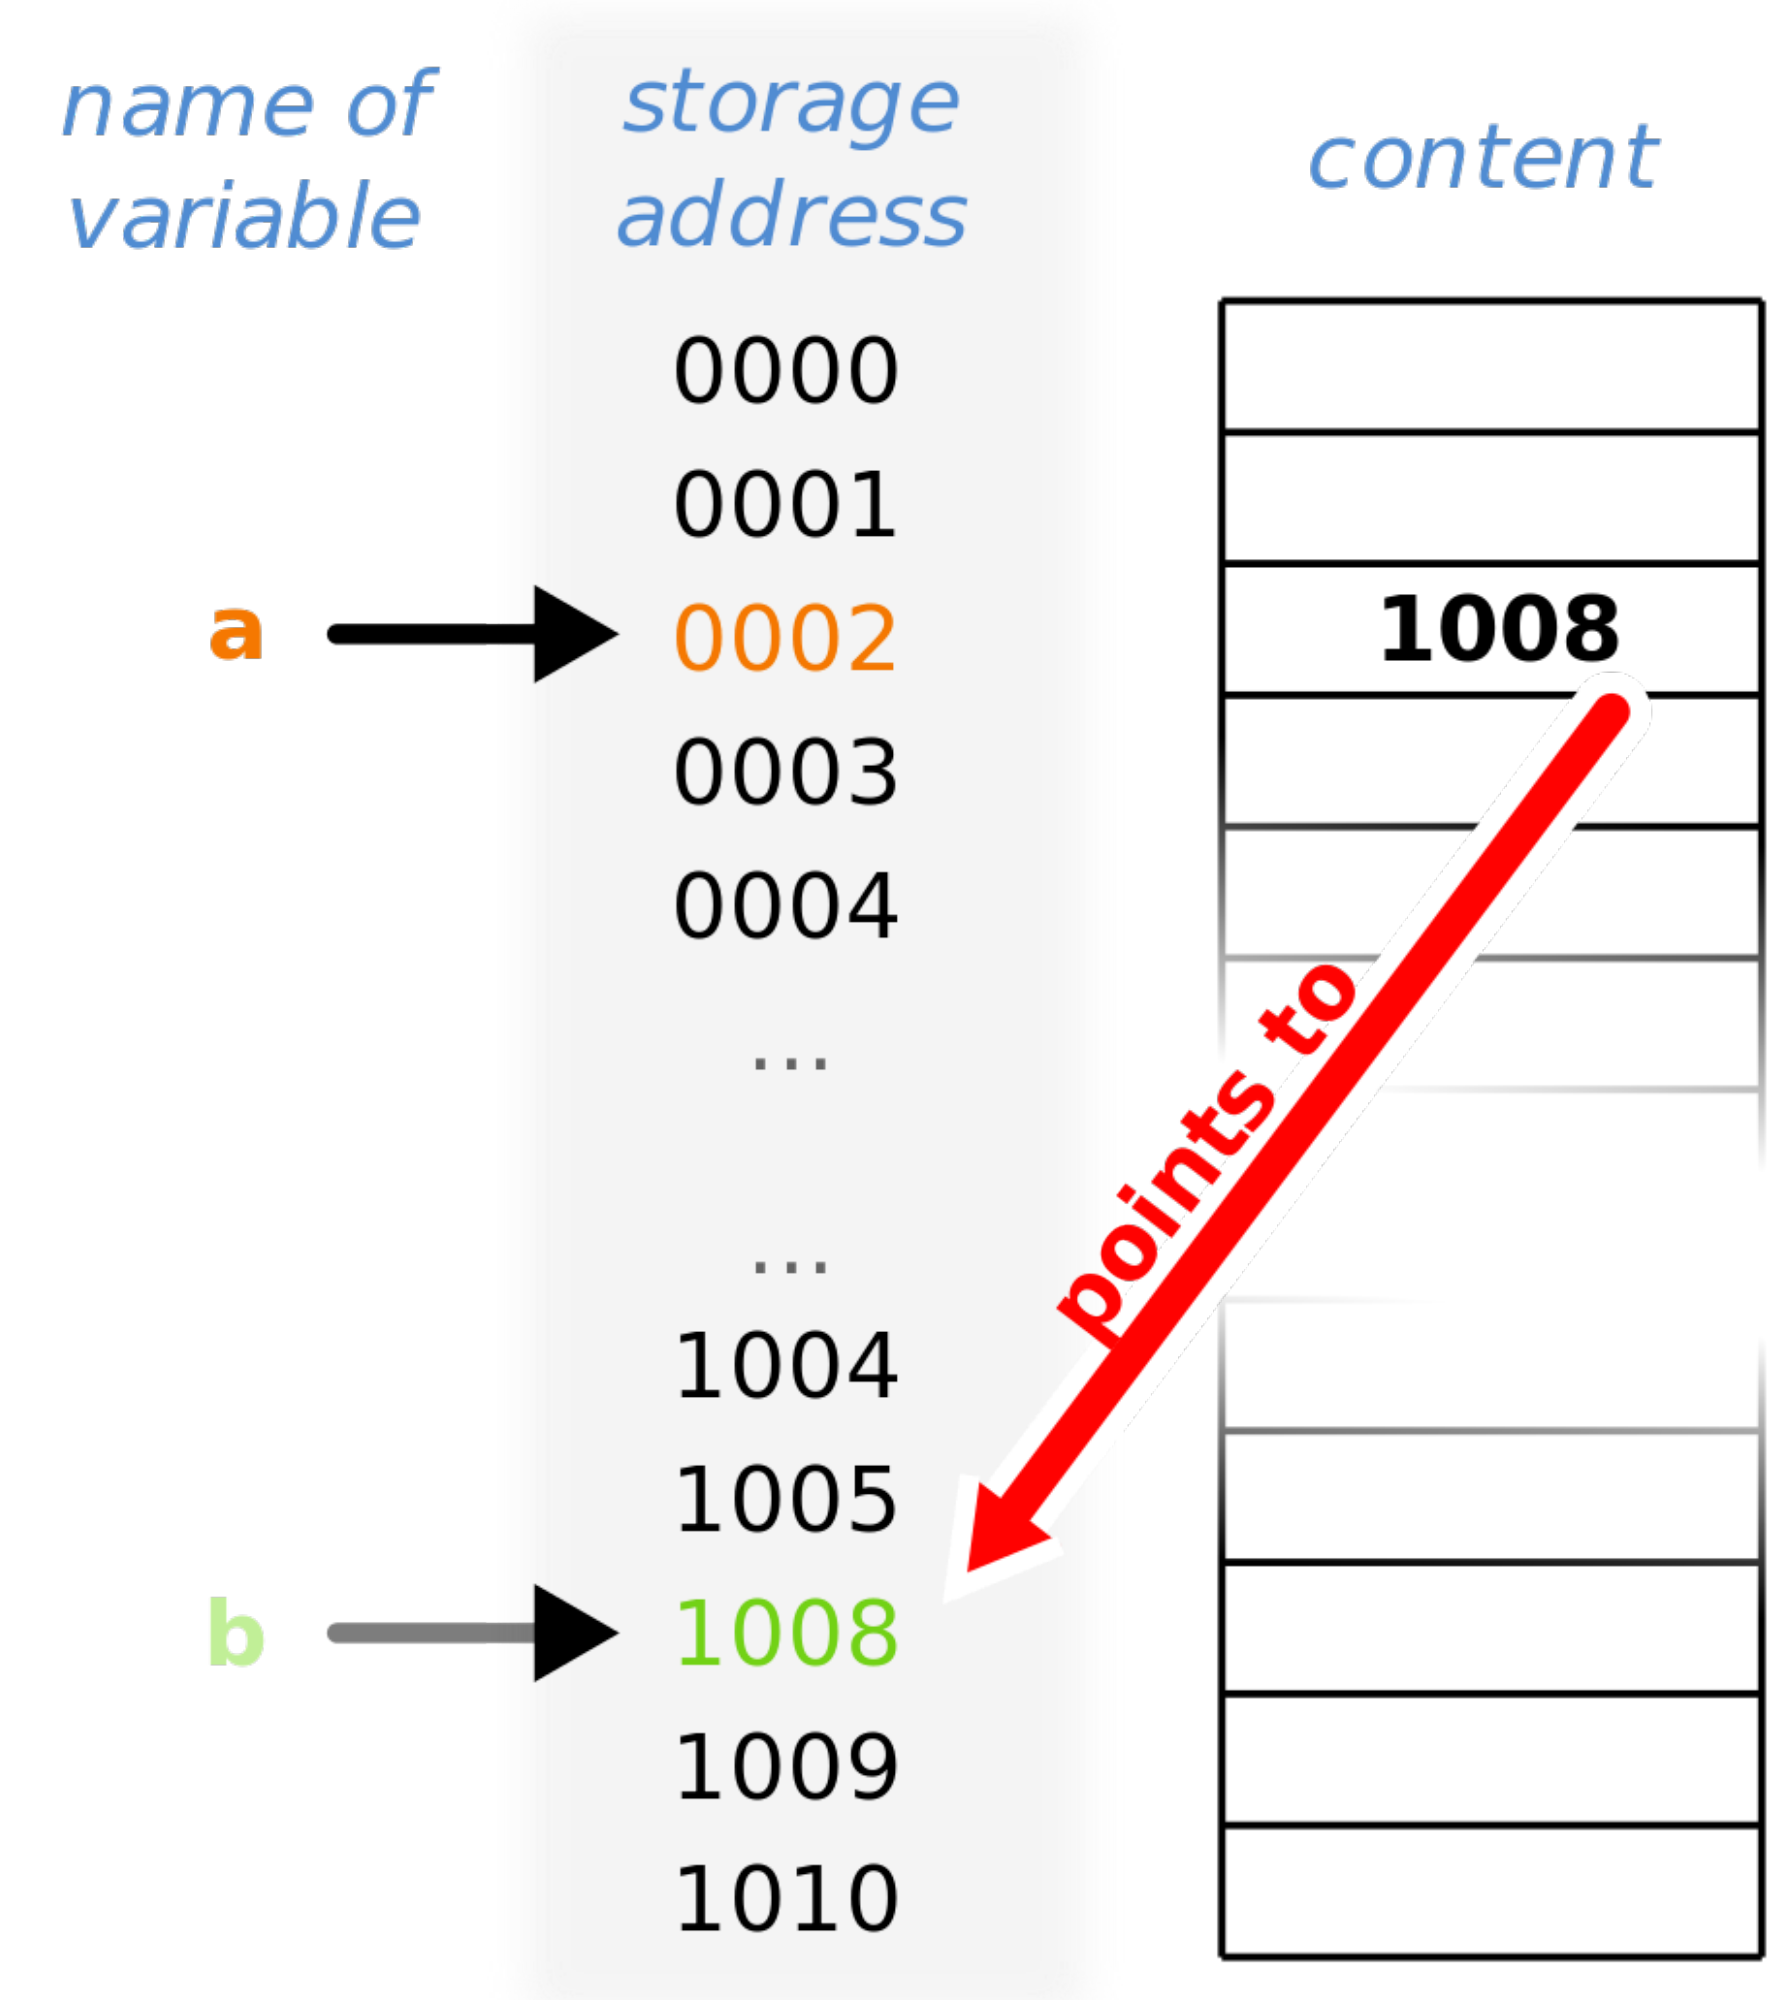 name of
variable
storage
address
content
0000
0001
a
0002
1008
0003
0004
...
points to
...
1004
1005
b
1008
1009
1010